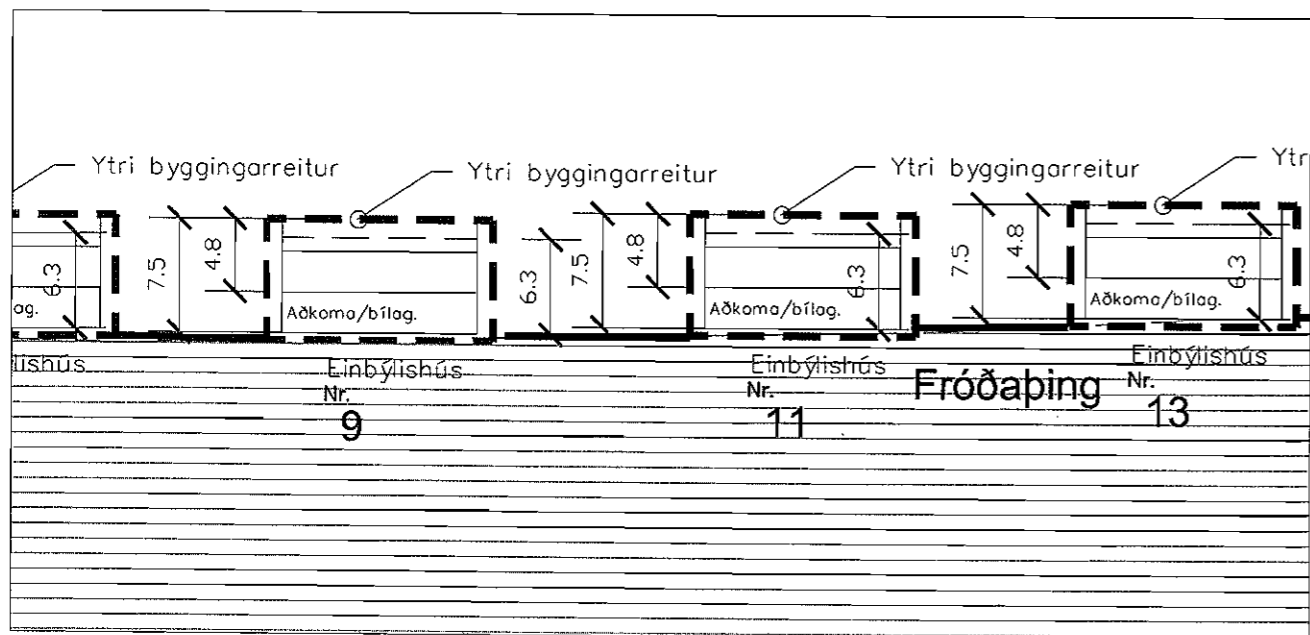 Ytri byggingarreitur
Ytri byggingarreitur
Ytri byggingarreitur
Ytr
6.3
7.5
4.8
6.3
7.5
4.8
6.3
7.5
4.8
6.3
ag.
Aðkoma/bílag.
Aðkoma/bílag.
Aðkoma/bílag.
lishús
Einbýlishús
Nr.
9
Einbýlishús
Nr.
11
Fróðaþing
Einbýlishús
Nr.
13